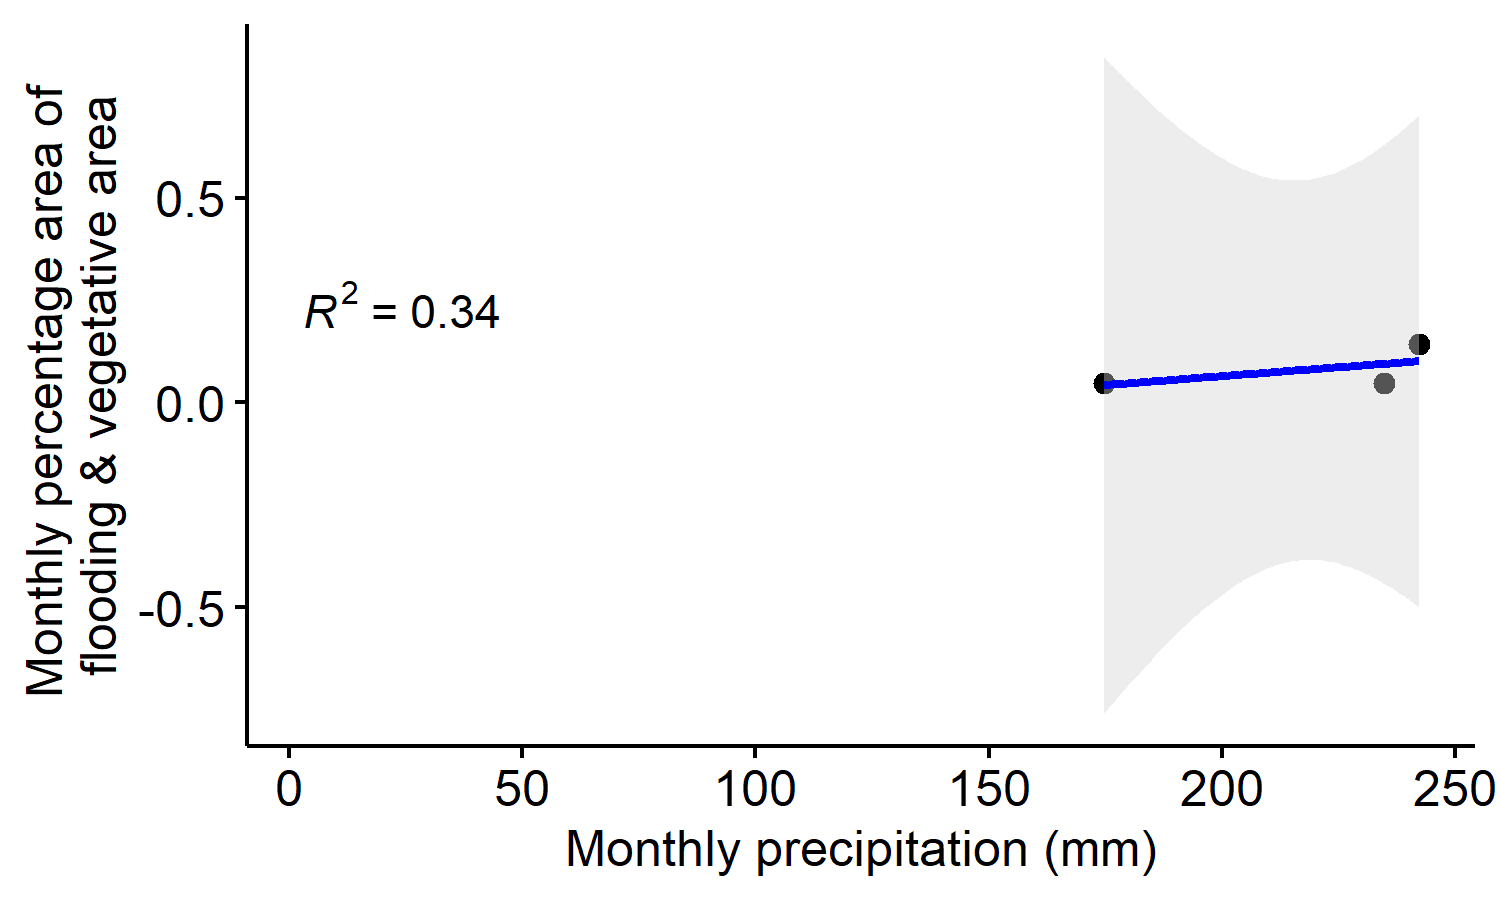 Monthly percentage area of
flooding & vegetative area
0.5
0.0
-0.5
R² = 0.34
0 50 100 150 200 250
Monthly precipitation (mm)